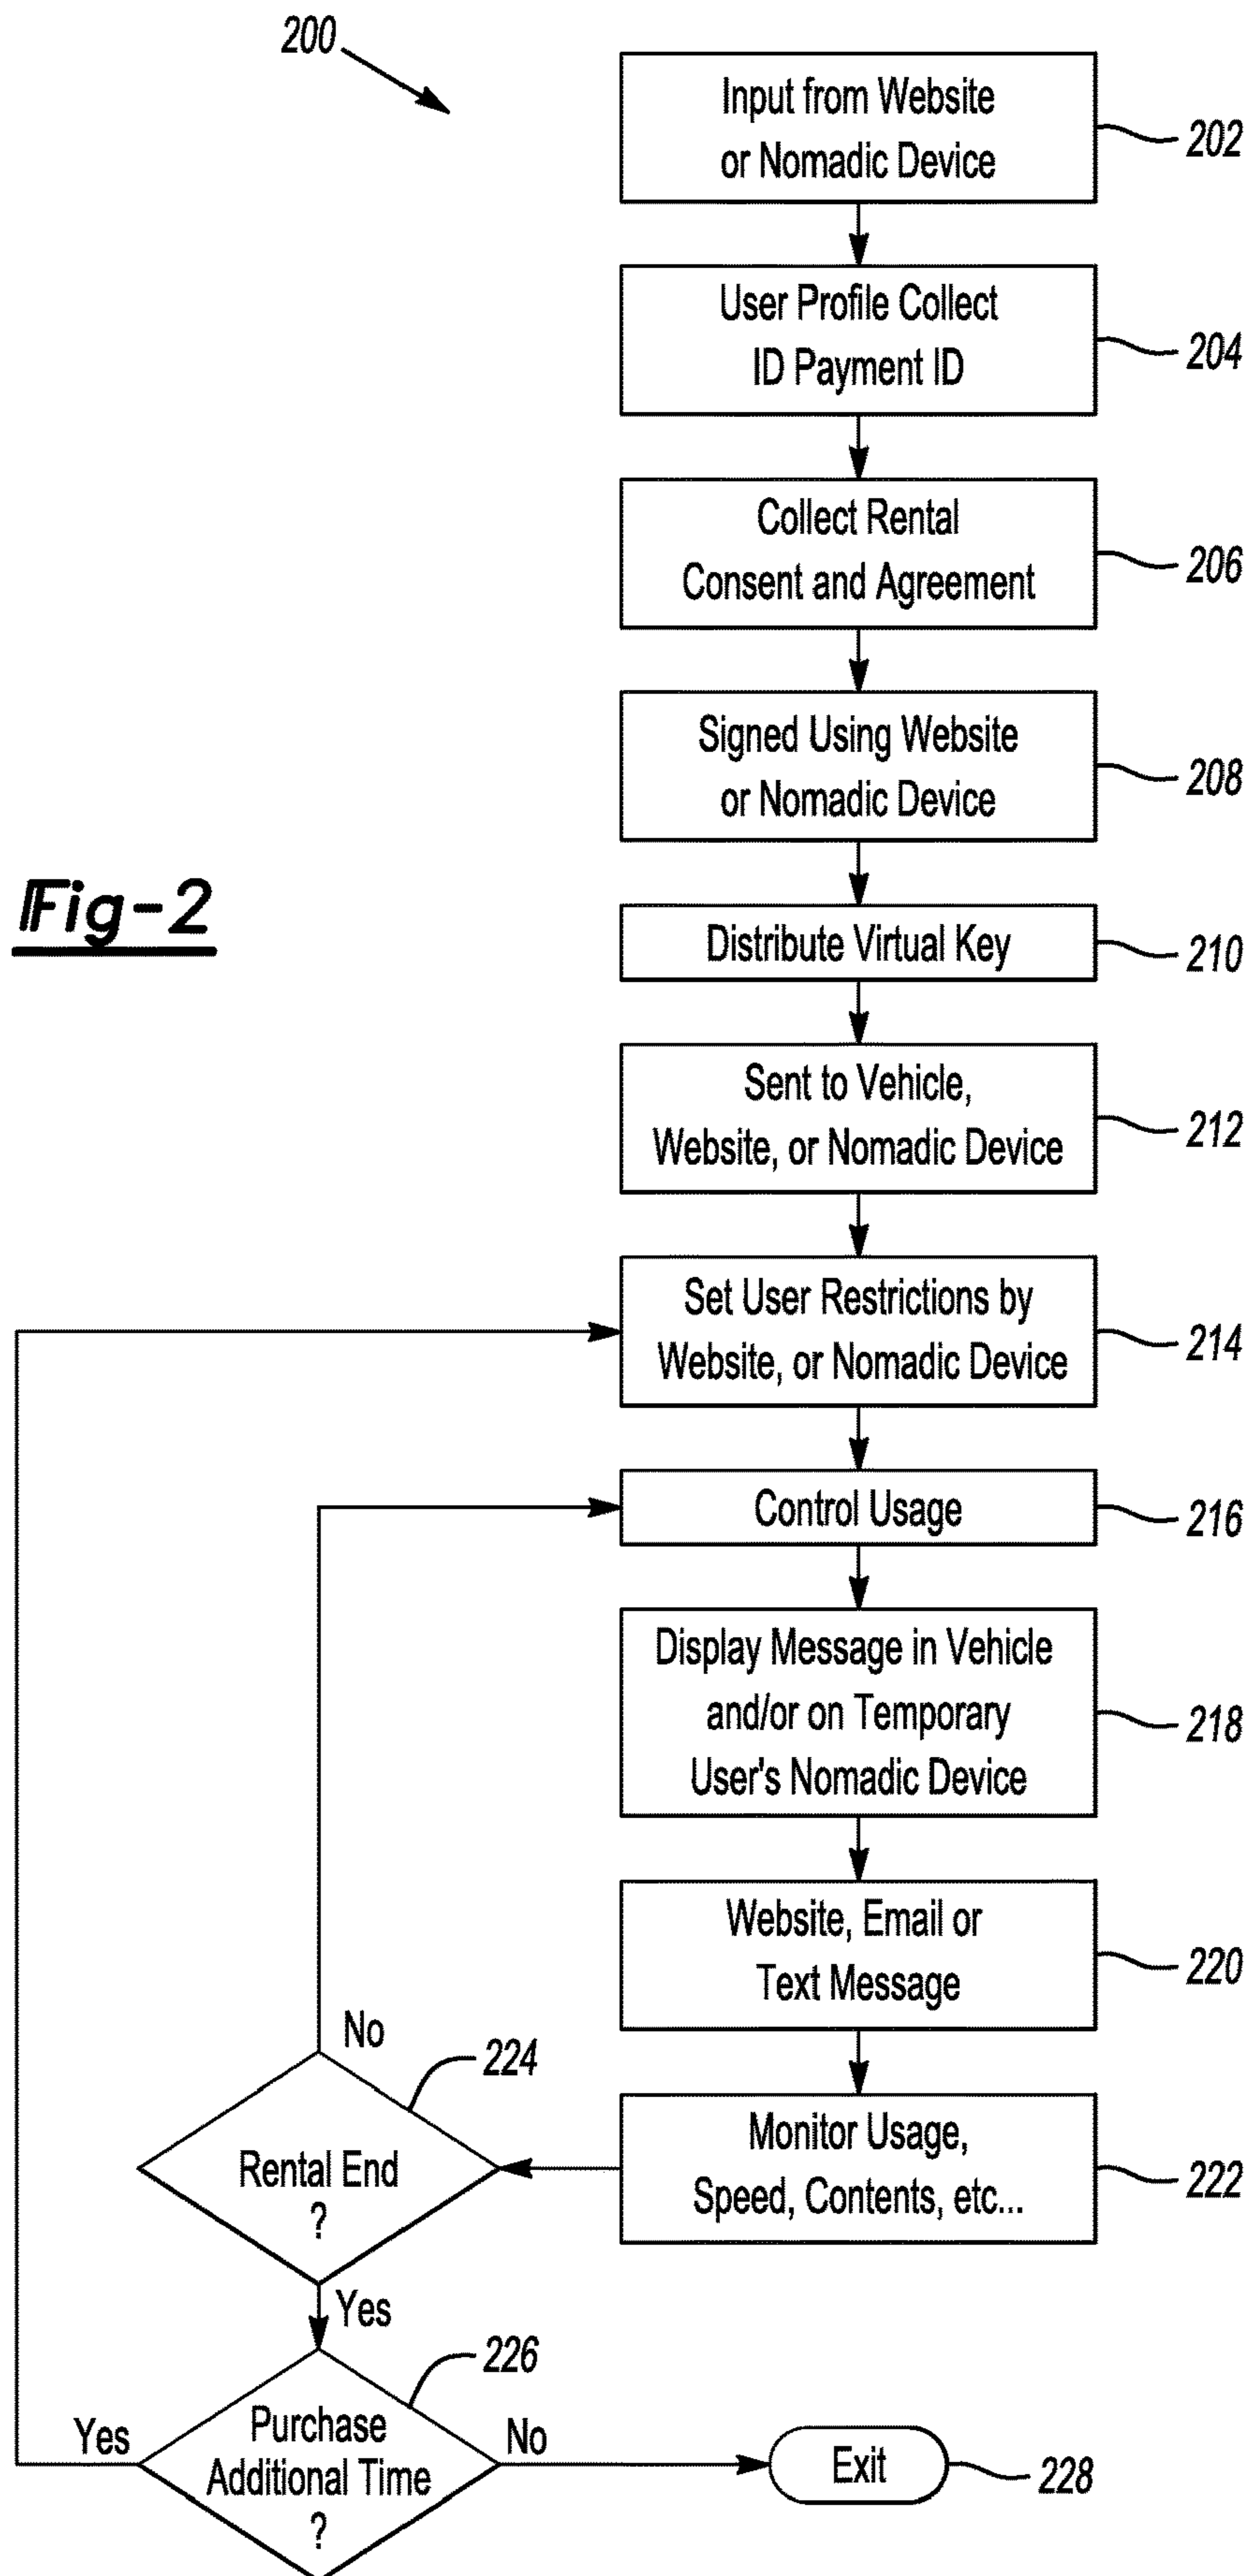 200
Input from Website
or Nomadic Device
202
User Profile Collect
ID Payment ID
204
Collect Rental
Consent and Agreement
206
Signed Using Website
or Nomadic Device
208
Fig-2
Distribute Virtual Key
210
Sent to Vehicle,
Website, or Nomadic Device
212
Set User Restrictions by
Website, or Nomadic Device
214
Control Usage
216
Display Message in Vehicle
and/or on Temporary
User's Nomadic Device
218
Website, Email or
Text Message
220
Monitor Usage,
Speed, Contents, etc...
222
No
224
Rental End
?
Yes
226
Purchase
Additional Time
?
Yes
No
Exit
228